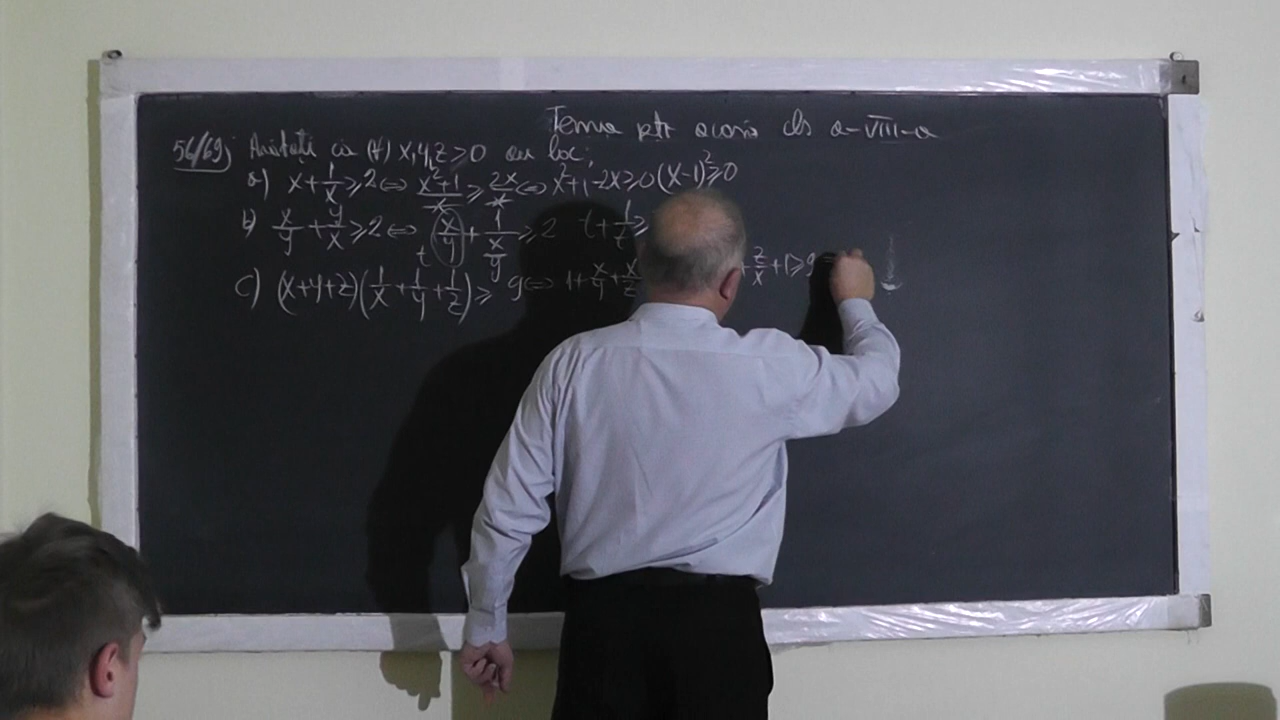 Tema ptr acasă cls a-VIII-a
56/69; Arătați că (∀) x,y,z>0 au loc:
a) x+1/x≥2⇔ (x²+1)/x ≥ 2x/x ⇔ x²+1-2x≥0 (x-1)²≥0
b) x/y+y/x≥2⇔ x/y + 1/(x/y) ≥2 t t+1/t≥
c) (x+y+z)(1/x+1/y+1/z)≥ 9⇔ 1+x/y+x/z +z/x+1≥9